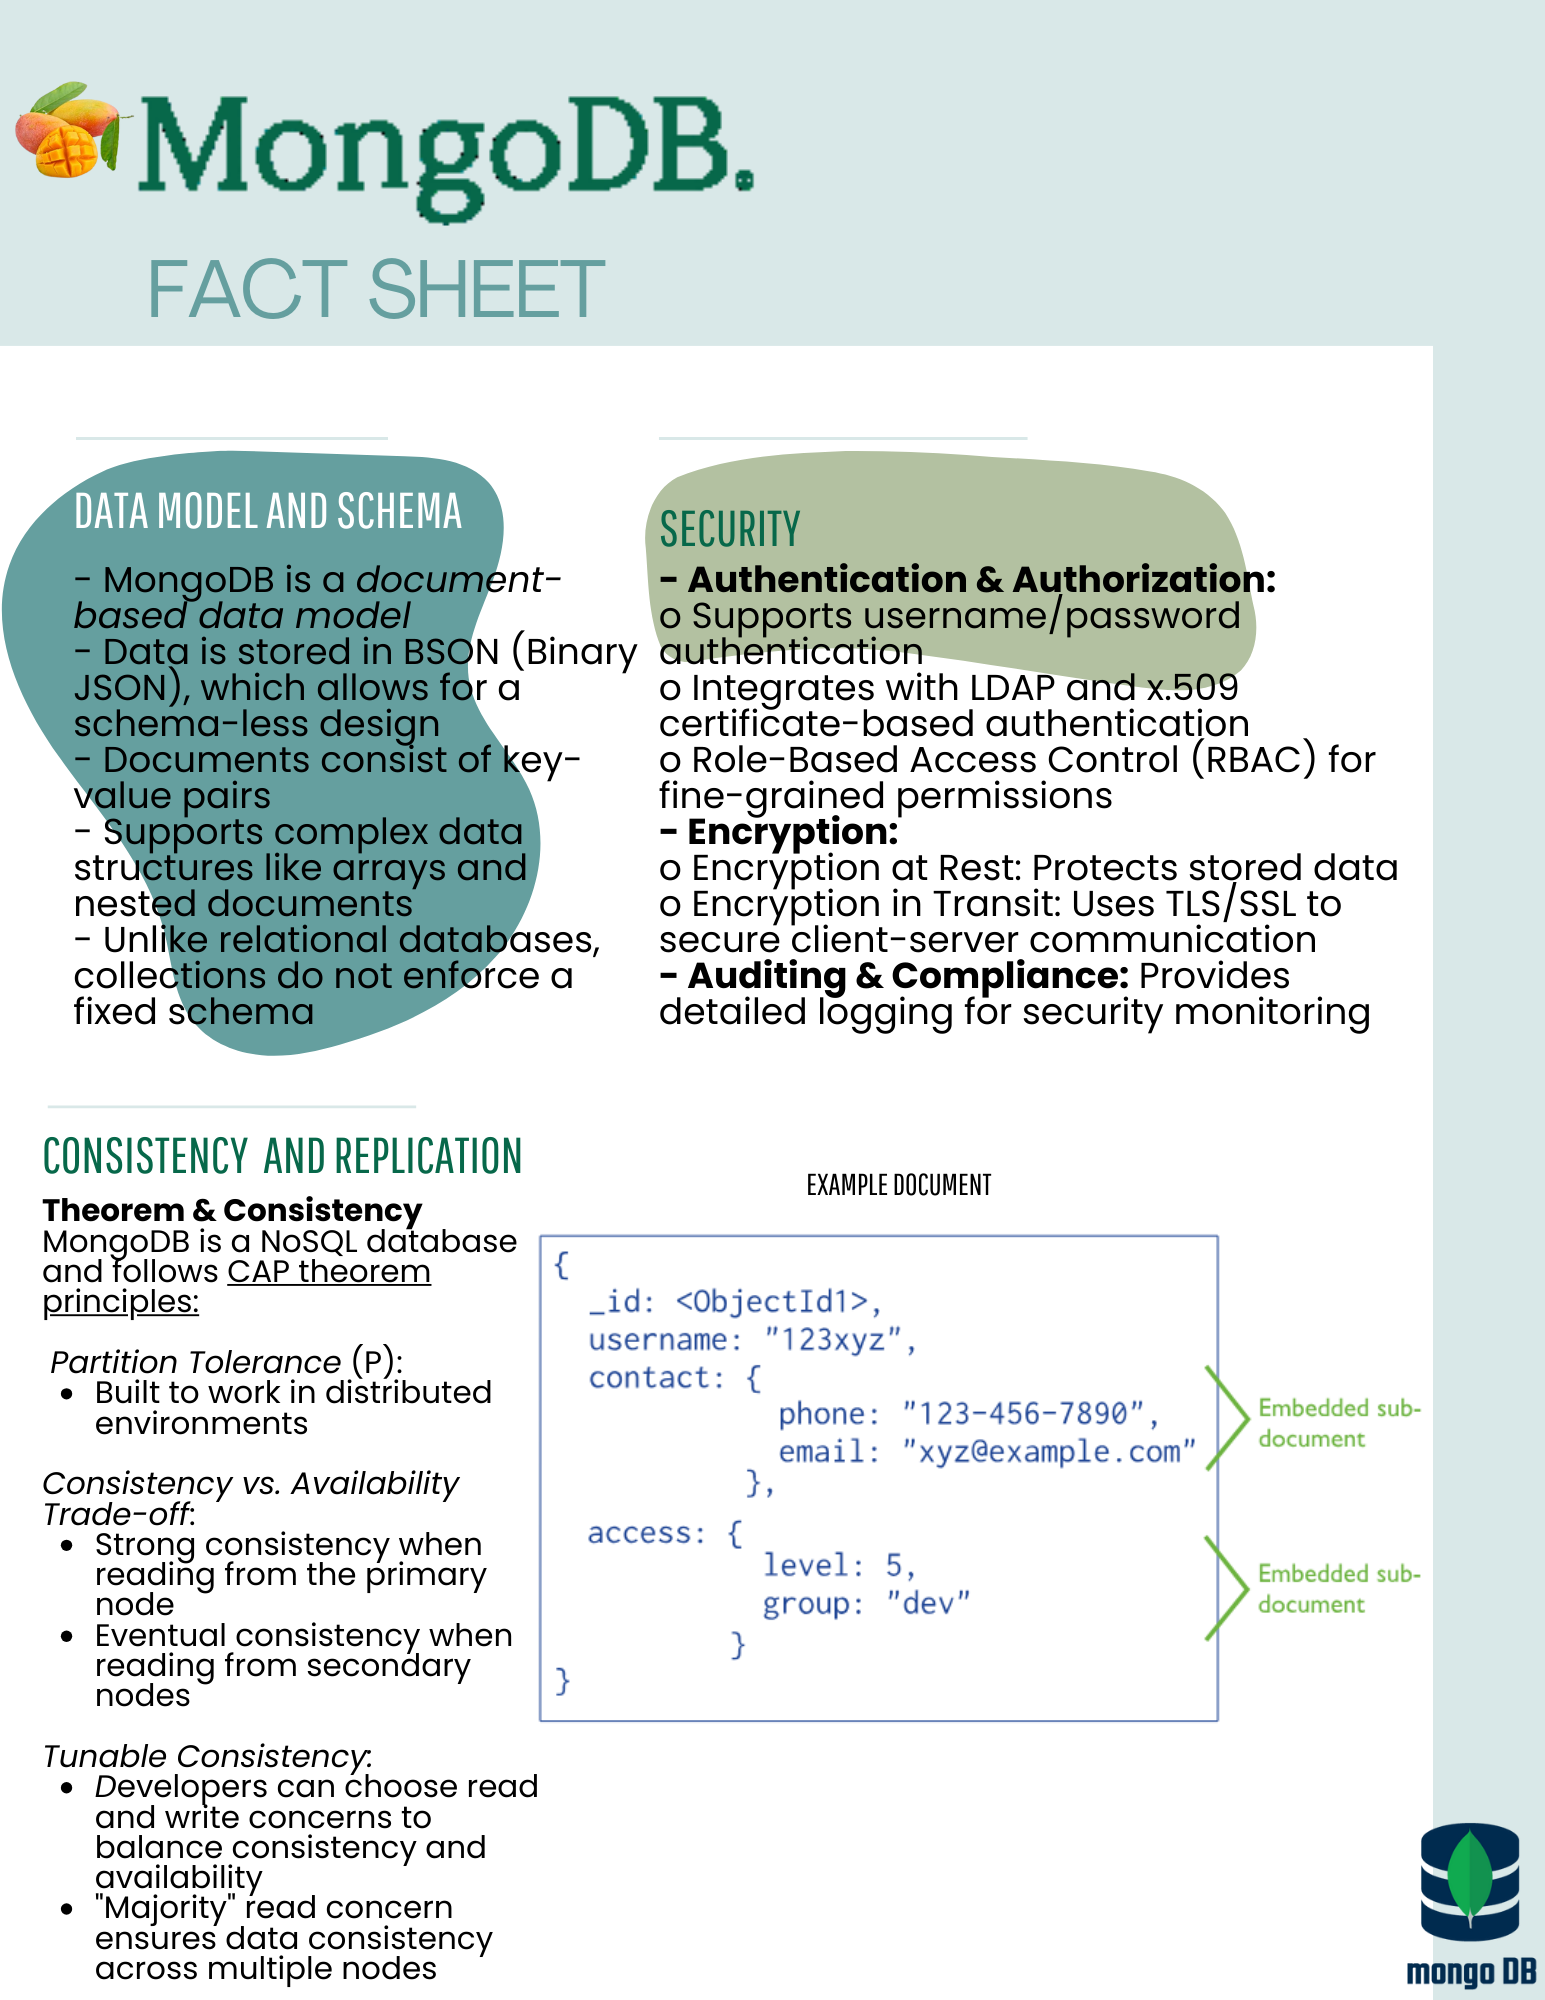 MongoDB.
FACT SHEET
DATA MODEL AND SCHEMA
- MongoDB is a document-
based data model
- Data is stored in BSON (Binary
JSON), which allows for a
schema-less design
- Documents consist of key-
value pairs
- Supports complex data
structures like arrays and
nested documents
- Unlike relational databases,
collections do not enforce a
fixed schema
SECURITY
- Authentication & Authorization:
o Supports username/password
authentication
o Integrates with LDAP and x.509
certificate-based authentication
o Role-Based Access Control (RBAC) for
fine-grained permissions
- Encryption:
o Encryption at Rest: Protects stored data
o Encryption in Transit: Uses TLS/SSL to
secure client-server communication
- Auditing & Compliance: Provides
detailed logging for security monitoring
CONSISTENCY AND REPLICATION
Theorem & Consistency
MongoDB is a NoSQL database
and follows CAP theorem
principles:
Partition Tolerance (P):
• Built to work in distributed
environments
Consistency vs. Availability
Trade-off:
• Strong consistency when
reading from the primary
node
• Eventual consistency when
reading from secondary
nodes
Tunable Consistency:
• Developers can choose read
and write concerns to
balance consistency and
availability
• "Majority" read concern
ensures data consistency
across multiple nodes
EXAMPLE DOCUMENT
{
_id: <ObjectId1>,
username: "123xyz",
contact: {
phone: "123-456-7890",
email: "xyz@example.com"
},
access: {
level: 5,
group: "dev"
}
}
Embedded sub-
document
Embedded sub-
document
mongo DB